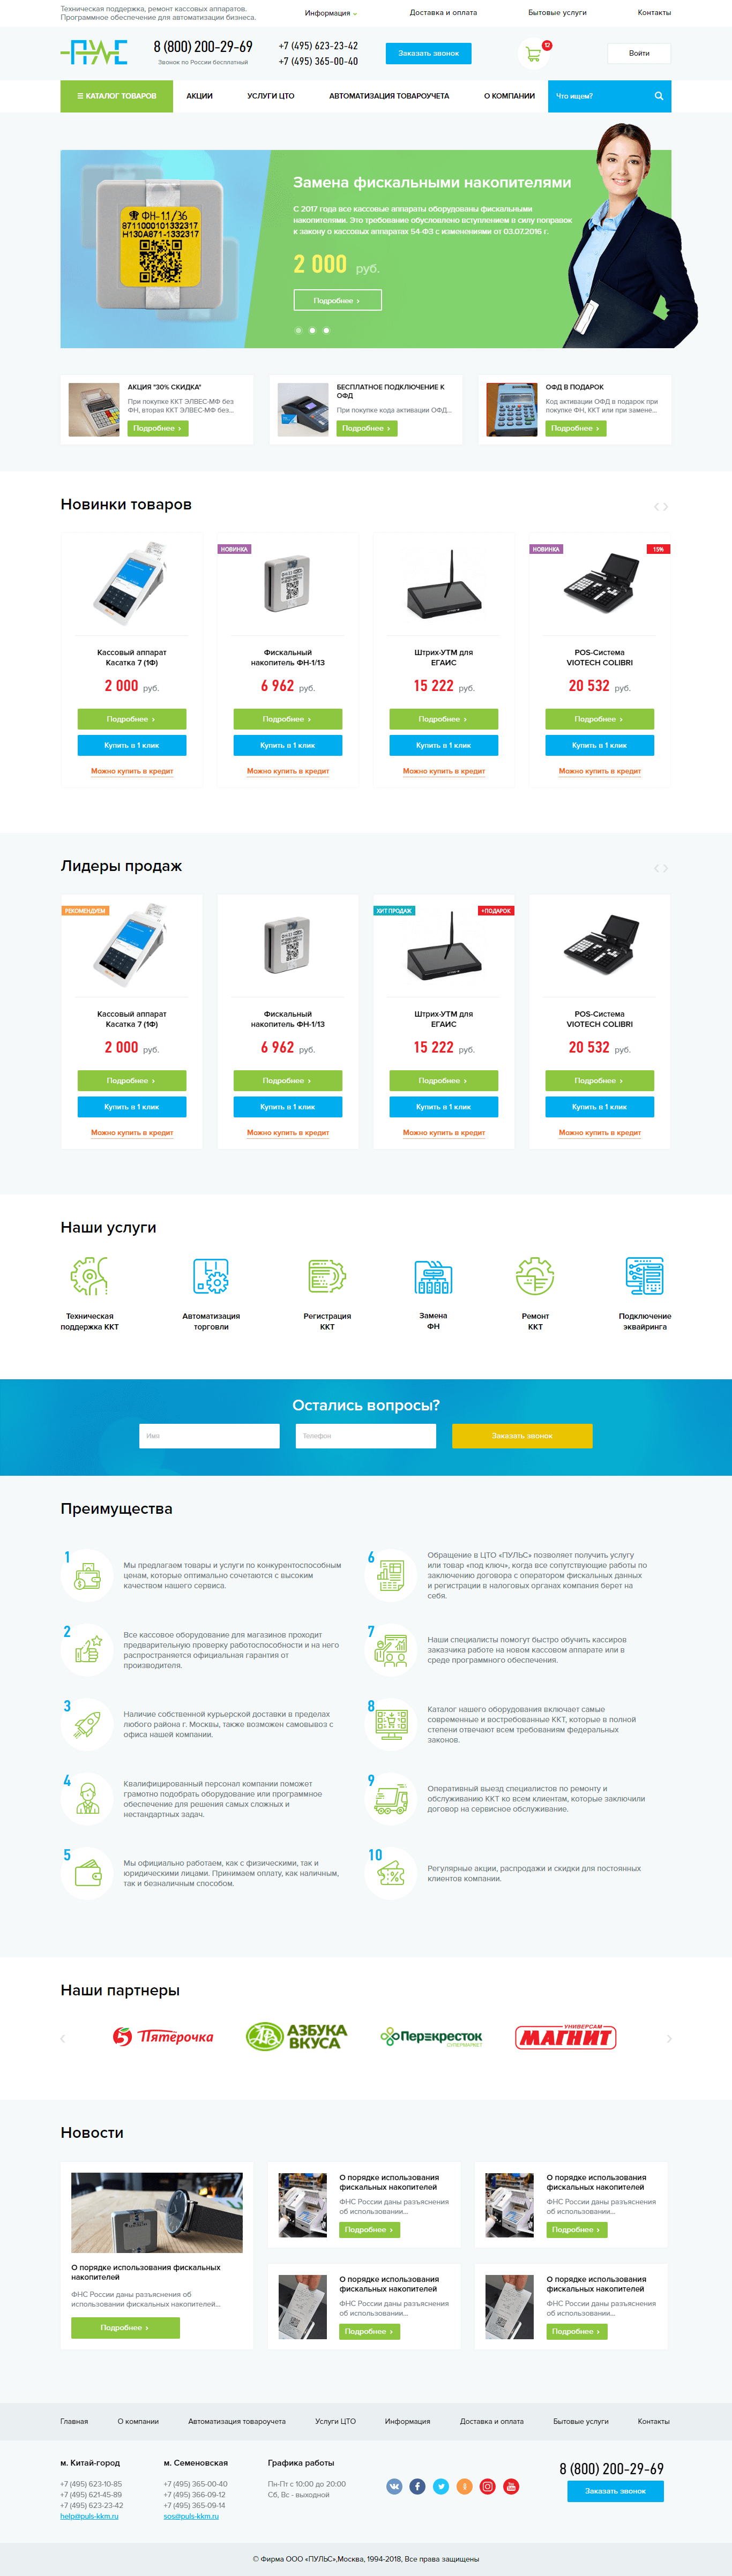 Техническая поддержка, ремонт кассовых аппаратов.
Программное обеспечение для автоматизации бизнеса.
Информация
Доставка и оплата
Бытовые услуги
Контакты
ПУЛЬС
8 (800) 200-29-69
Звонок по России бесплатный
+7 (495) 623-23-42
+7 (495) 365-00-40
Заказать звонок
12
Войти
КАТАЛОГ ТОВАРОВ
АКЦИИ
УСЛУГИ ЦТО
АВТОМАТИЗАЦИЯ ТОВАРОУЧЕТА
О КОМПАНИИ
Что ищем?
ФН-1.1/36
8711000101332317
Н130А871-1332317
Замена фискальными накопителями
С 2017 года все кассовые аппараты оборудованы фискальными
накопителями. Это требование обусловлено вступлением в силу поправок
к закону о кассовых аппаратах 54-ФЗ с изменениями от 03.07.2016 г.
2 000 руб.
Подробнее
АКЦИЯ "30% СКИДКА"
При покупке ККТ ЭЛВЕС-МФ без
ФН, вторая ККТ ЭЛВЕС-МФ без...
Подробнее
БЕСПЛАТНОЕ ПОДКЛЮЧЕНИЕ К
ОФД
При покупке кода активации ОФД...
Подробнее
ОФД В ПОДАРОК
Код активации ОФД в подарок при
покупке ФН, ККТ или при замене...
Подробнее
Новинки товаров
Кассовый аппарат
Касатка 7 (1Ф)
2 000 руб.
Подробнее
Купить в 1 клик
Можно купить в кредит
НОВИНКА
Фискальный
накопитель ФН-1/13
6 962 руб.
Подробнее
Купить в 1 клик
Можно купить в кредит
Штрих-УТМ для
ЕГАИС
15 222 руб.
Подробнее
Купить в 1 клик
Можно купить в кредит
НОВИНКА
15%
POS-Система
VIOTECH COLIBRI
20 532 руб.
Подробнее
Купить в 1 клик
Можно купить в кредит
Лидеры продаж
РЕКОМЕНДУЕМ
Кассовый аппарат
Касатка 7 (1Ф)
2 000 руб.
Подробнее
Купить в 1 клик
Можно купить в кредит
Фискальный
накопитель ФН-1/13
6 962 руб.
Подробнее
Купить в 1 клик
Можно купить в кредит
ХИТ ПРОДАЖ
+ПОДАРОК
Штрих-УТМ для
ЕГАИС
15 222 руб.
Подробнее
Купить в 1 клик
Можно купить в кредит
POS-Система
VIOTECH COLIBRI
20 532 руб.
Подробнее
Купить в 1 клик
Можно купить в кредит
Наши услуги
Техническая
поддержка ККТ
Автоматизация
торговли
Регистрация
ККТ
Замена
ФН
Ремонт
ККТ
Подключение
эквайринга
Остались вопросы?
Имя
Телефон
Заказать звонок
Преимущества
1
Мы предлагаем товары и услуги по конкурентоспособным
ценам, которые оптимально сочетаются с высоким
качеством нашего сервиса.
2
Все кассовое оборудование для магазинов проходит
предварительную проверку работоспособности и на него
распространяется официальная гарантия от
производителя.
3
Наличие собственной курьерской доставки в пределах
любого района г. Москвы, также возможен самовывоз с
офиса нашей компании.
4
Квалифицированный персонал компании поможет
грамотно подобрать оборудование или программное
обеспечение для решения самых сложных и
нестандартных задач.
5
Мы официально работаем, как с физическими, так и
юридическими лицами. Принимаем оплату, как наличным,
так и безналичным способом.
6
Обращение в ЦТО «ПУЛЬС» позволяет получить услугу
или товар «под ключ», когда все сопутствующие работы по
заключению договора с оператором фискальных данных
и регистрации в налоговых органах компания берет на
себя.
7
Наши специалисты помогут быстро обучить кассиров
заказчика работе на новом кассовом аппарате или в
среде программного обеспечения.
8
Каталог нашего оборудования включает самые
современные и востребованные ККТ, которые в полной
степени отвечают всем требованиям федеральных
законов.
9
Оперативный выезд специалистов по ремонту и
обслуживанию ККТ ко всем клиентам, которые заключили
договор на сервисное обслуживание.
10
Регулярные акции, распродажи и скидки для постоянных
клиентов компании.
Наши партнеры
Пятёрочка
АЗБУКА
ВКУСА
Перекресток
СУПЕРМАРКЕТ
УНИВЕРСАМ
МАГНИТ
Новости
О порядке использования фискальных
накопителей
ФНС России даны разъяснения об
использовании фискальных накопителей...
Подробнее
О порядке использования
фискальных накопителей
ФНС России даны разъяснения
об использовании...
Подробнее
О порядке использования
фискальных накопителей
ФНС России даны разъяснения
об использовании...
Подробнее
О порядке использования
фискальных накопителей
ФНС России даны разъяснения
об использовании...
Подробнее
О порядке использования
фискальных накопителей
ФНС России даны разъяснения
об использовании...
Подробнее
Главная
О компании
Автоматизация товароучета
Услуги ЦТО
Информация
Доставка и оплата
Бытовые услуги
Контакты
м. Китай-город
+7 (495) 623-10-85
+7 (495) 621-45-89
+7 (495) 623-23-42
help@puls-kkm.ru
м. Семеновская
+7 (495) 365-00-40
+7 (495) 366-09-12
+7 (495) 365-09-14
sos@puls-kkm.ru
Графика работы
Пн-Пт с 10:00 до 20:00
Сб, Вс - выходной
8 (800) 200-29-69
Заказать звонок
© Фирма ООО «ПУЛЬС»,Москва, 1994-2018, Все права защищены